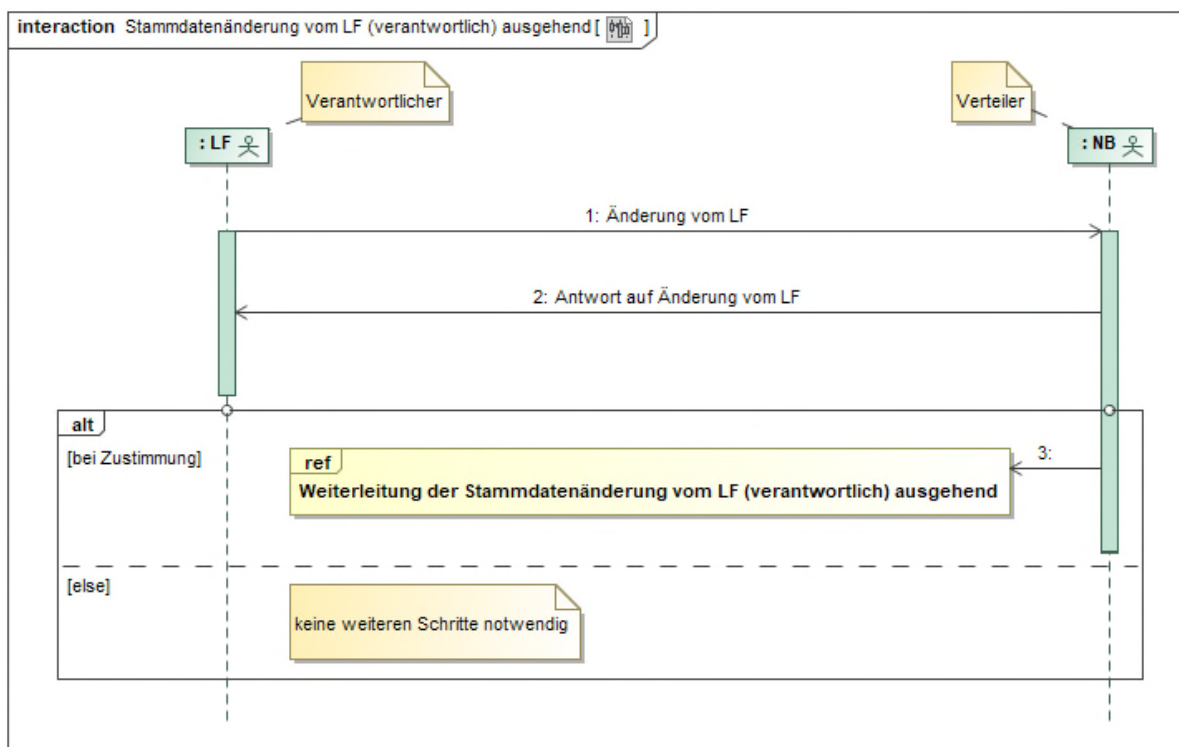 interaction Stammdatenänderung vom LF (verantwortlich) ausgehend [ ]
Verantwortlicher
Verteiler
: LF
: NB
1: Änderung vom LF
2: Antwort auf Änderung vom LF
alt
[bei Zustimmung]
3:
ref
Weiterleitung der Stammdatenänderung vom LF (verantwortlich) ausgehend
[else]
keine weiteren Schritte notwendig